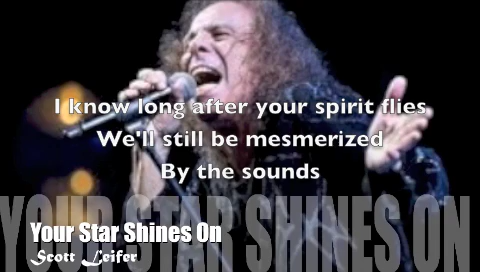 I know long after your spirit flies
We'll still be mesmerized
By the sounds
YOUR STAR SHINES ON
Your Star Shines On
Scott Leifer